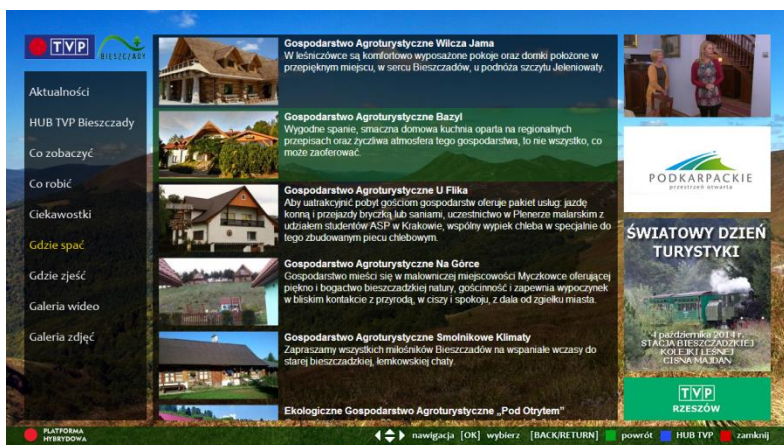 TVP
BIESZCZADY
Aktualności
HUB TVP Bieszczady
Co zobaczyć
Co robić
Ciekawostki
Gdzie spać
Gdzie zjeść
Galeria wideo
Galeria zdjęć
Gospodarstwo Agroturystyczne Wilcza Jama
W leśniczówce są komfortowo wyposażone pokoje oraz domki położone w
przepięknym miejscu, w sercu Bieszczadów, u podnóża szczytu Jeleniowaty.
Gospodarstwo Agroturystyczne Bazyl
Wygodne spanie, smaczna domowa kuchnia oparta na regionalnych
przepisach oraz życzliwa atmosfera tego gospodarstwa, to nie wszystko, co
może zaoferować.
Gospodarstwo Agroturystyczne U Flika
Aby uatrakcyjnić pobyt gościom gospodarstw oferuje pakiet usług: jazdę
konną i przejazdy bryczką lub saniami, uczestnictwo w Plenerze malarskim z
udziałem studentów ASP w Krakowie, wspólny wypiek chleba w specjalnie do
tego zbudowanym piecu chlebowym.
Gospodarstwo Agroturystyczne Na Górce
Gospodarstwo mieści się w malowniczej miejscowości Myczkowce oferującej
piękno i bogactwo bieszczadzkiej natury, gościnność i zapewnia wypoczynek
w bliskim kontakcie z przyrodą, w ciszy i spokoju, z dala od zgiełku miasta.
Gospodarstwo Agroturystyczne Smolnikowe Klimaty
Zapraszamy wszystkich miłośników Bieszczadów na wspaniałe wczasy do
starej bieszczadzkiej, łemkowskiej chaty.
Ekologiczne Gospodarstwo Agroturystyczne „Pod Otrytem”
PODKARPACKIE
przestrzeń otwarta
ŚWIATOWY DZIEŃ
TURYSTYKI
4 października 2014 r.
STACJA BIESZCZADZKIEJ
KOLEJKI LEŚNEJ
CISNA MAJDAN
TVP
RZESZÓW
PLATFORMA
HYBRYDOWA
nawigacja [OK] wybierz [BACK/RETURN] powrót HUB TVP zamknij